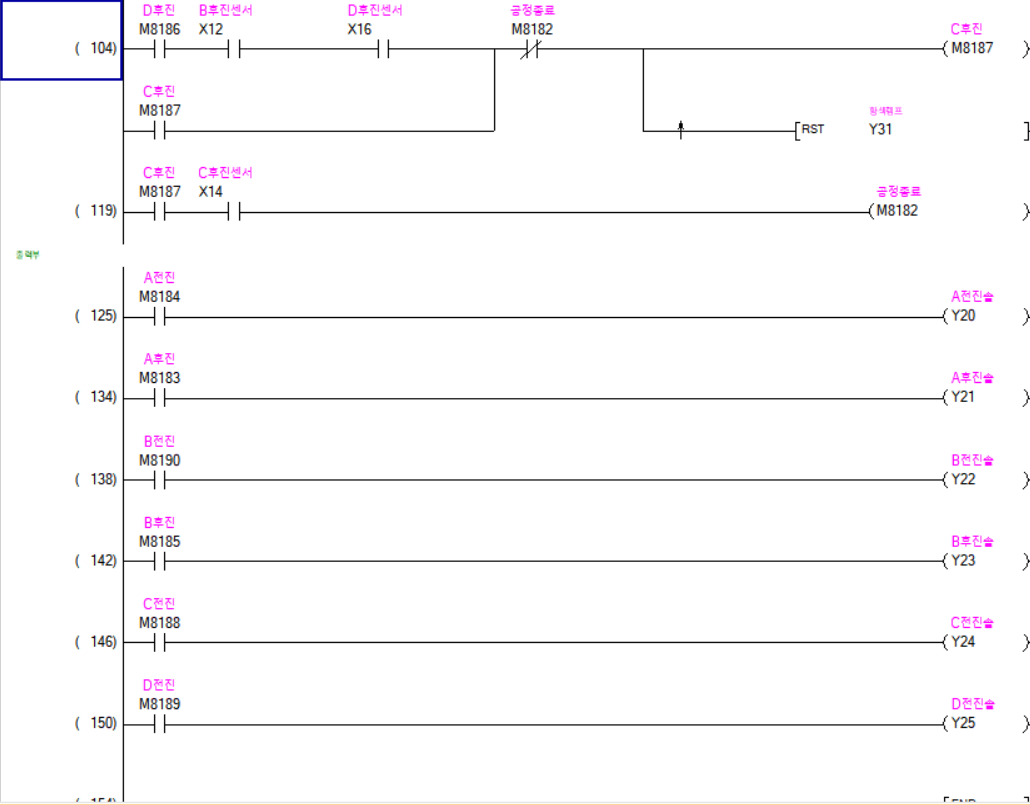 D후진 B후진센서 D후진센서 공정종료
M8186 X12 X16 M8182 C후진
( 104) ( M8187 )
C후진
M8187 황색램프
[RST Y31 ]
C후진 C후진센서
M8187 X14 공정종료
( 119) ( M8182 )
출력부
A전진
M8184 A전진솔
( 125) ( Y20 )
A후진
M8183 A후진솔
( 134) ( Y21 )
B전진
M8190 B전진솔
( 138) ( Y22 )
B후진
M8185 B후진솔
( 142) ( Y23 )
C전진
M8188 C전진솔
( 146) ( Y24 )
D전진
M8189 D전진솔
( 150) ( Y25 )